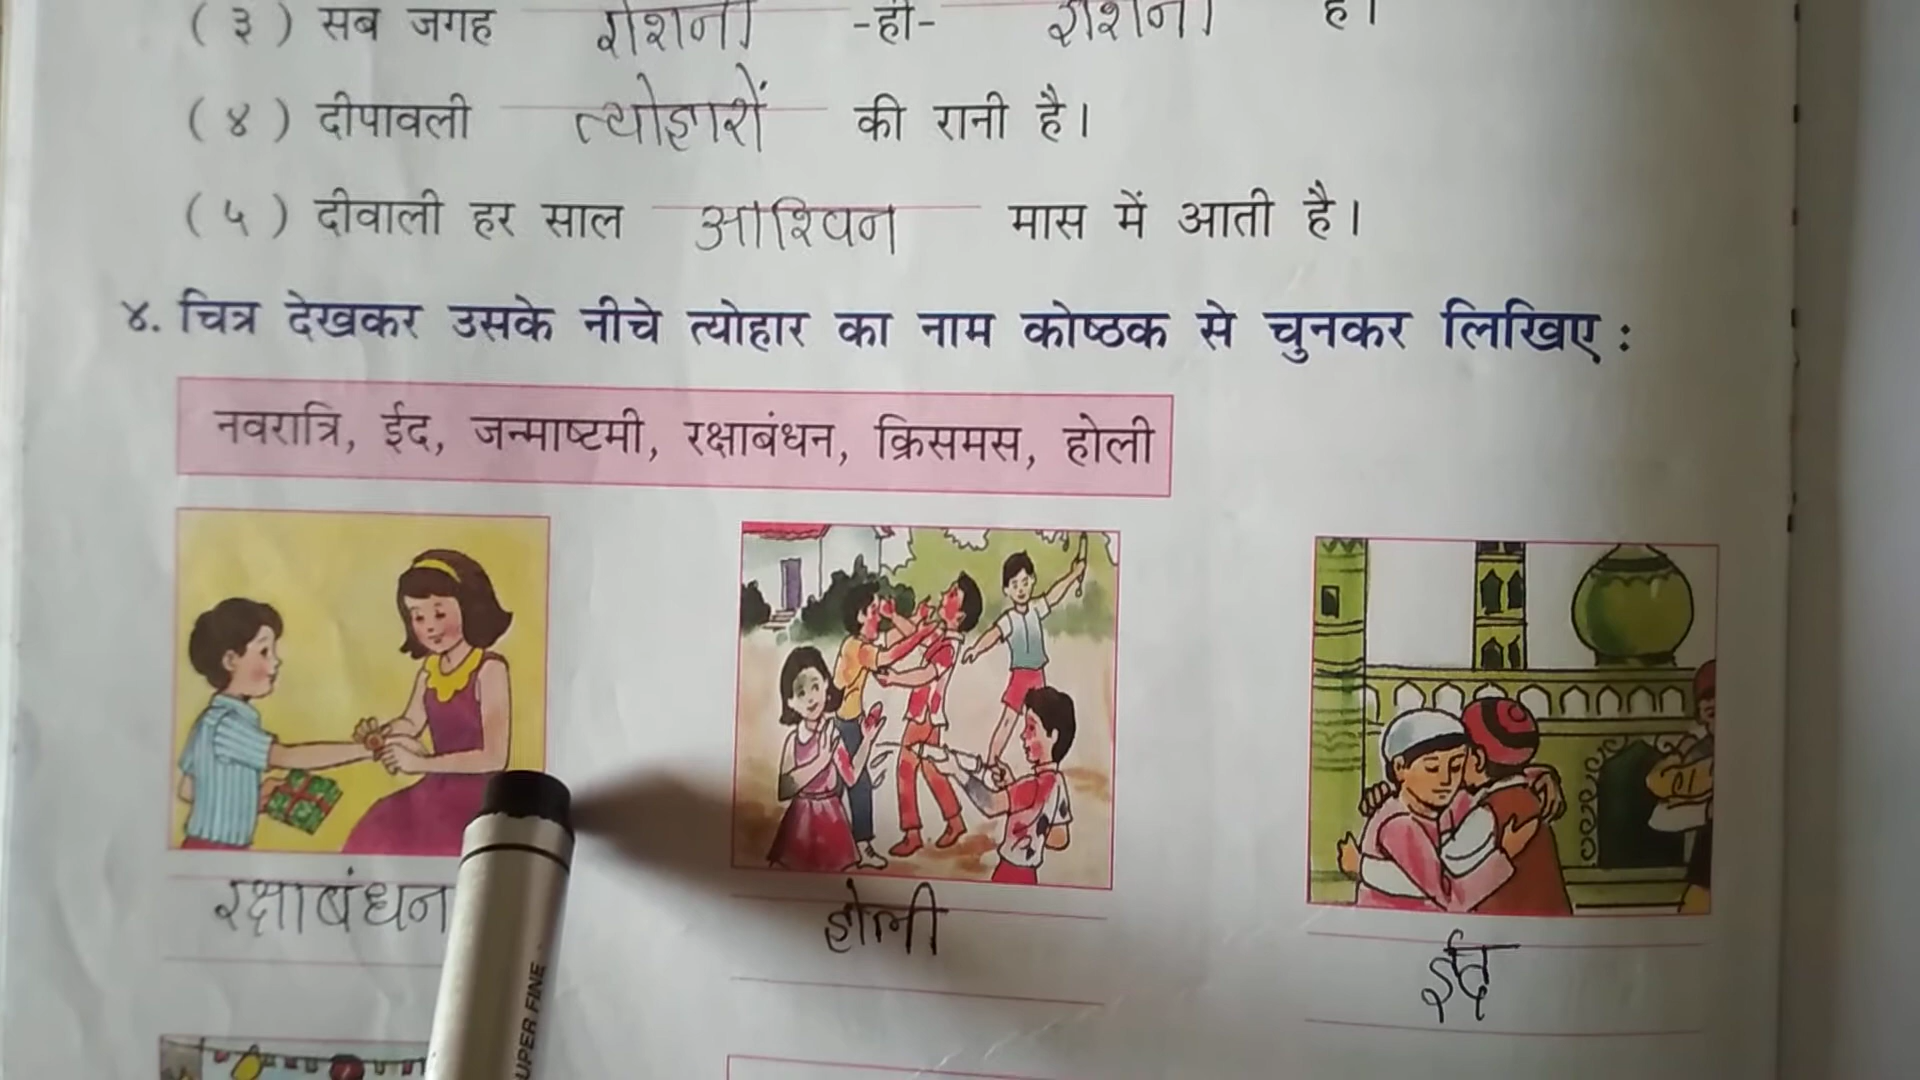 ( ३ ) सब जगह रोशनी -ही- रोशनी है।
( ४ ) दीपावली त्योहारों की रानी है।
( ५ ) दीवाली हर साल आश्विन मास में आती है।
४. चित्र देखकर उसके नीचे त्योहार का नाम कोष्ठक से चुनकर लिखिए :
नवरात्रि, ईद, जन्माष्टमी, रक्षाबंधन, क्रिसमस, होली
रक्षाबंधन होली ईद
UPER FINE